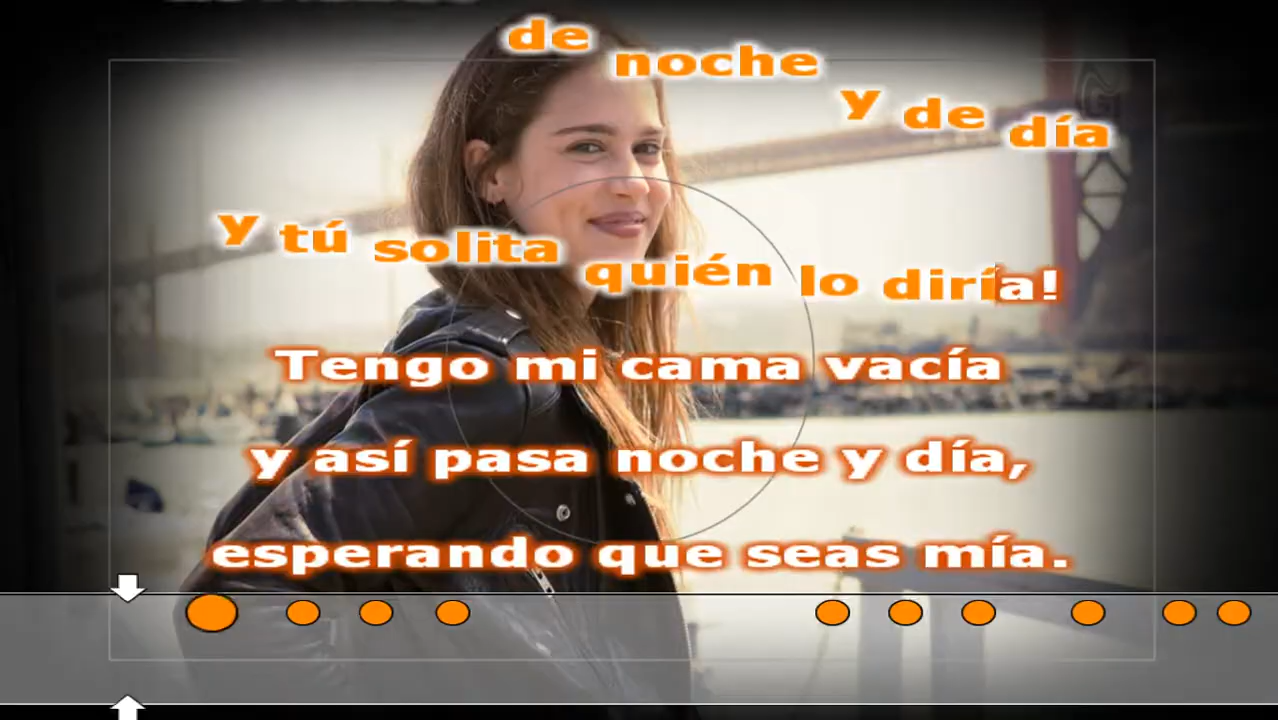 de noche y de día
y tú solita quién lo diría!
Tengo mi cama vacía
y así pasa noche y día,
esperando que seas mía.